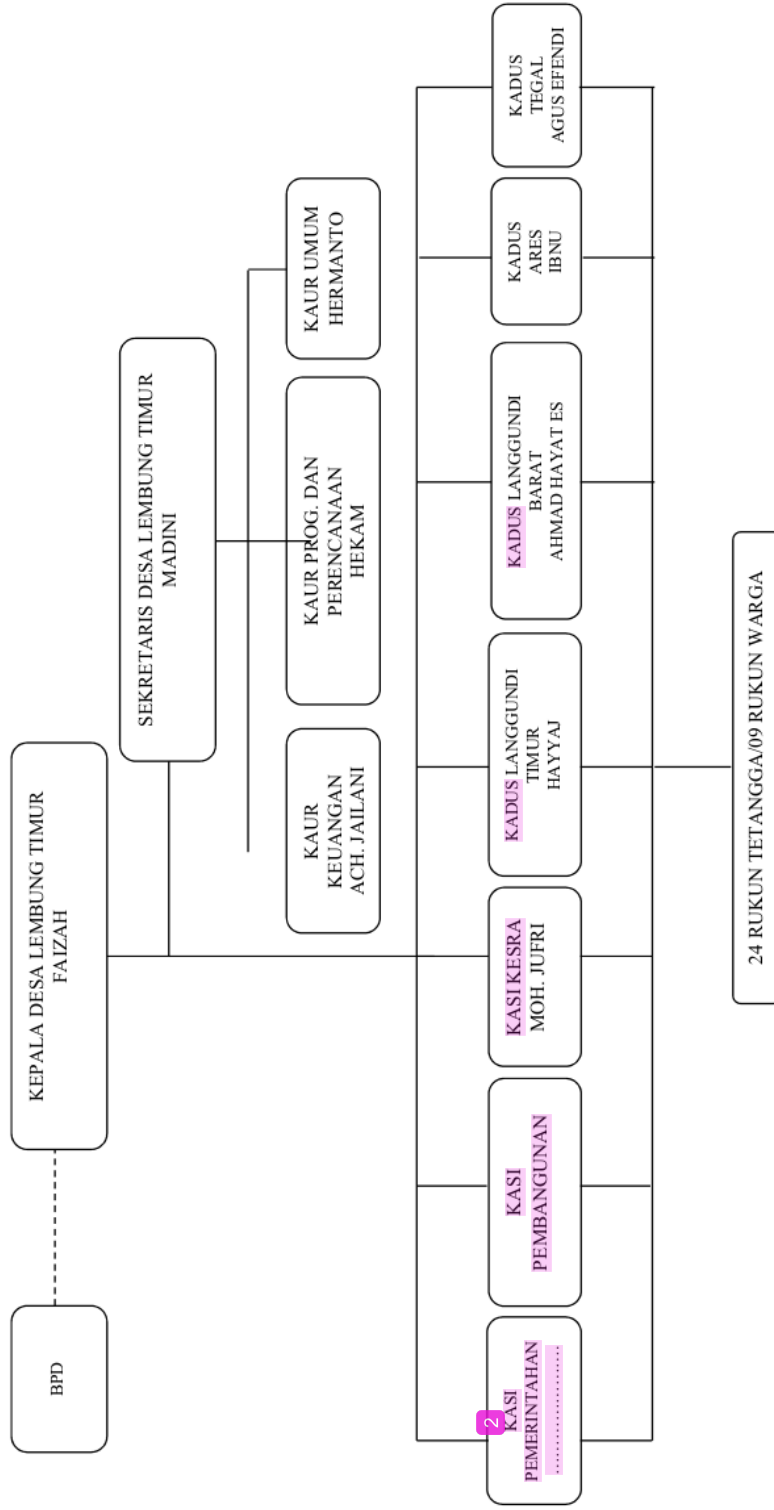 BPD
KEPALA DESA LEMBUNG TIMUR
FAIZAH
SEKRETARIS DESA LEMBUNG TIMUR
MADINI
KAUR
KEUANGAN
ACH. JAILANI
KAUR PROG. DAN
PERENCANAAN
HEKAM
KAUR UMUM
HERMANTO
2
KASI
PEMERINTAHAN
......................
KASI
PEMBANGUNAN
KASI KESRA
MOH. JUFRI
KADUS LANGGUNDI
TIMUR
HAYYAJ
KADUS LANGGUNDI
BARAT
AHMAD HAYAT ES
KADUS
ARES
IBNU
KADUS
TEGAL
AGUS EFENDI
24 RUKUN TETANGGA/09 RUKUN WARGA